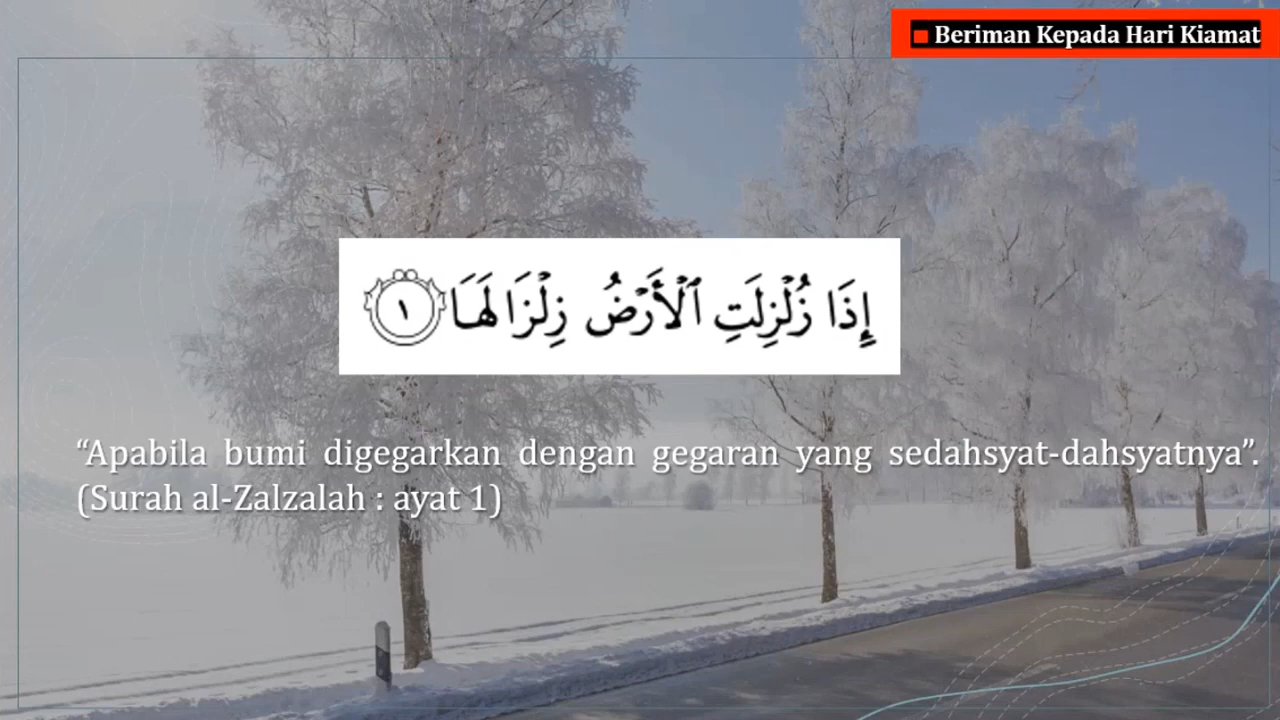 Beriman Kepada Hari Kiamat
إِذَا زُلْزِلَتِ ٱلْأَرْضُ زِلْزَالَهَا ١
“Apabila bumi digegarkan dengan gegaran yang sedahsyat-dahsyatnya”.
(Surah al-Zalzalah : ayat 1)